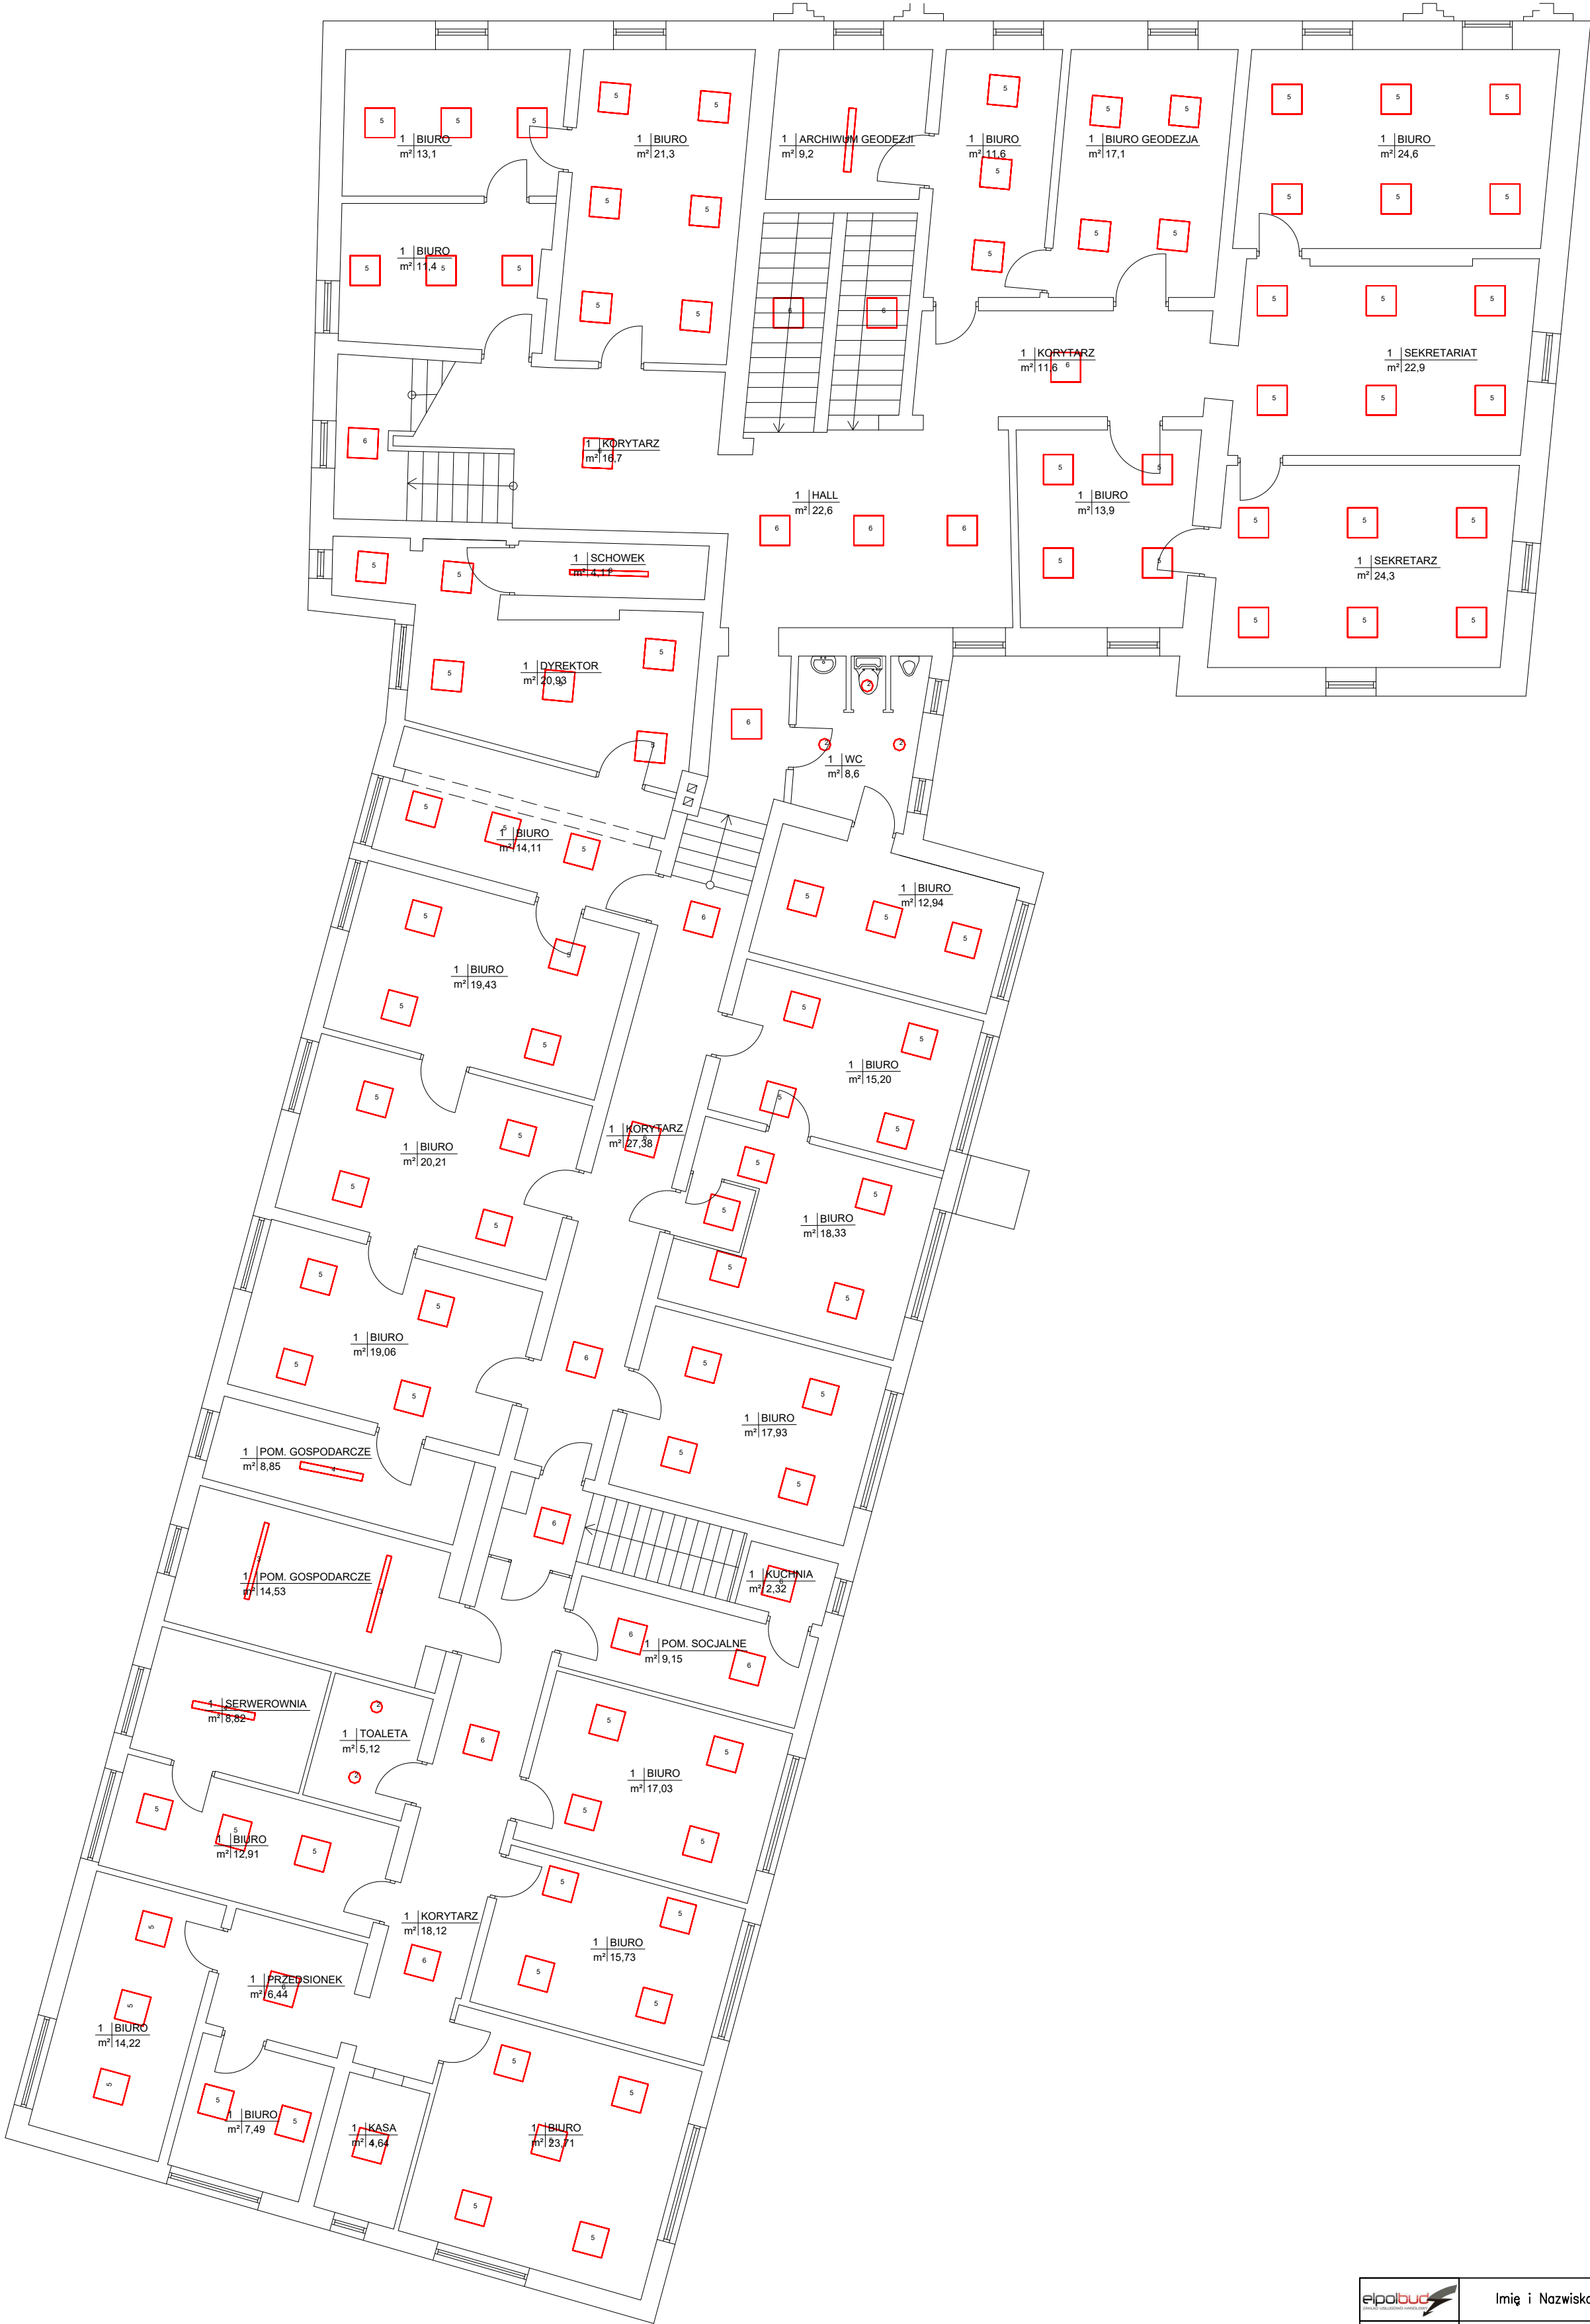 1 BIURO
m² 13,1
1 BIURO
m² 21,3
1 ARCHIWUM GEODEZJI
m² 9,2
1 BIURO
m² 11,6
1 BIURO GEODEZJA
m² 17,1
1 BIURO
m² 24,6
1 BIURO
m² 11,4
1 KORYTARZ
m² 11,6
1 SEKRETARIAT
m² 22,9
1 KORYTARZ
m² 16,7
1 HALL
m² 22,6
1 BIURO
m² 13,9
1 SCHOWEK
m² 4,11
1 SEKRETARZ
m² 24,3
1 DYREKTOR
m² 20,93
1 WC
m² 8,6
1 BIURO
m² 14,11
1 BIURO
m² 12,94
1 BIURO
m² 19,43
1 BIURO
m² 15,20
1 KORYTARZ
m² 27,38
1 BIURO
m² 20,21
1 BIURO
m² 18,33
1 BIURO
m² 19,06
1 BIURO
m² 17,93
1 POM. GOSPODARCZE
m² 8,85
1 POM. GOSPODARCZE
m² 14,53
1 KUCHNIA
m² 2,32
1 POM. SOCJALNE
m² 9,15
1 SERWEROWNIA
m² 8,82
1 TOALETA
m² 5,12
1 BIURO
m² 17,03
1 BIURO
m² 12,91
1 KORYTARZ
m² 18,12
1 BIURO
m² 15,73
1 PRZEDSIONEK
m² 6,44
1 BIURO
m² 14,22
1 BIURO
m² 7,49
1 KASA
m² 4,64
1 BIURO
m² 23,71
elpolbud
Imię i Nazwisko